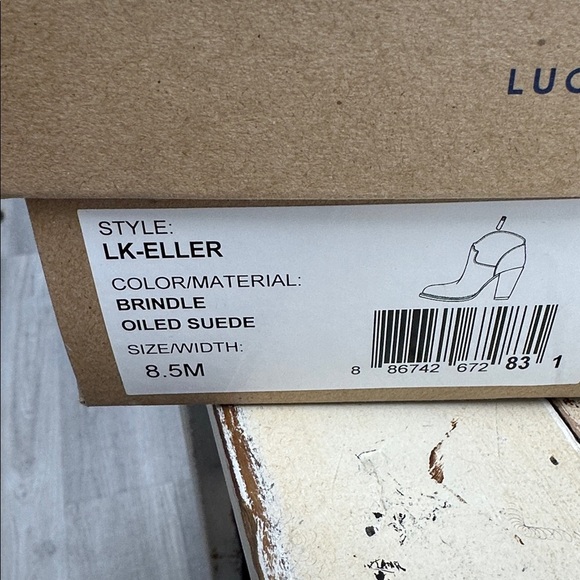 LUC
STYLE:
LK-ELLER
COLOR/MATERIAL:
BRINDLE
OILED SUEDE
SIZE/WIDTH:
8.5M
8 86742 672 83 1